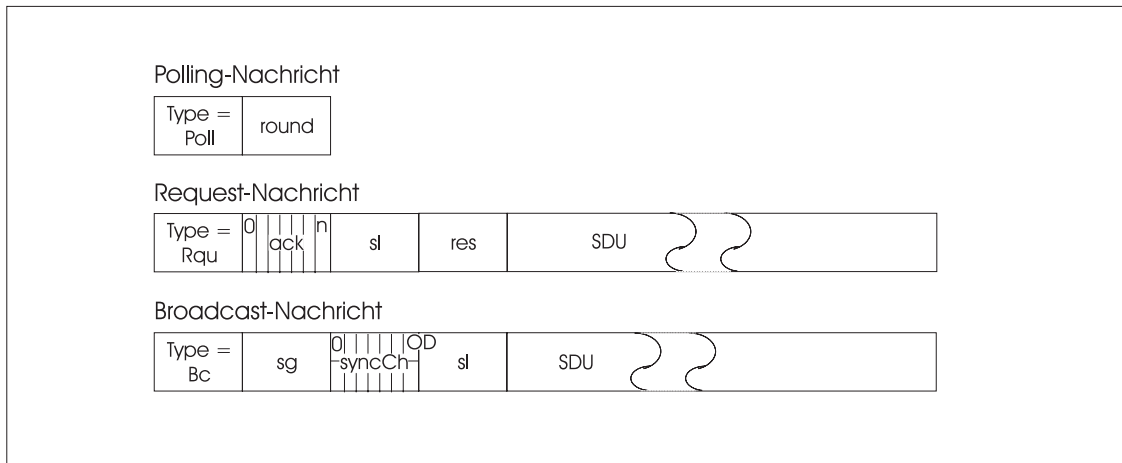 Polling-Nachricht
Type =
Poll
round
Request-Nachricht
Type =
Rqu
0
n
ack
sl
res
SDU
Broadcast-Nachricht
Type =
Bc
sg
0
OD
syncCh
sl
SDU